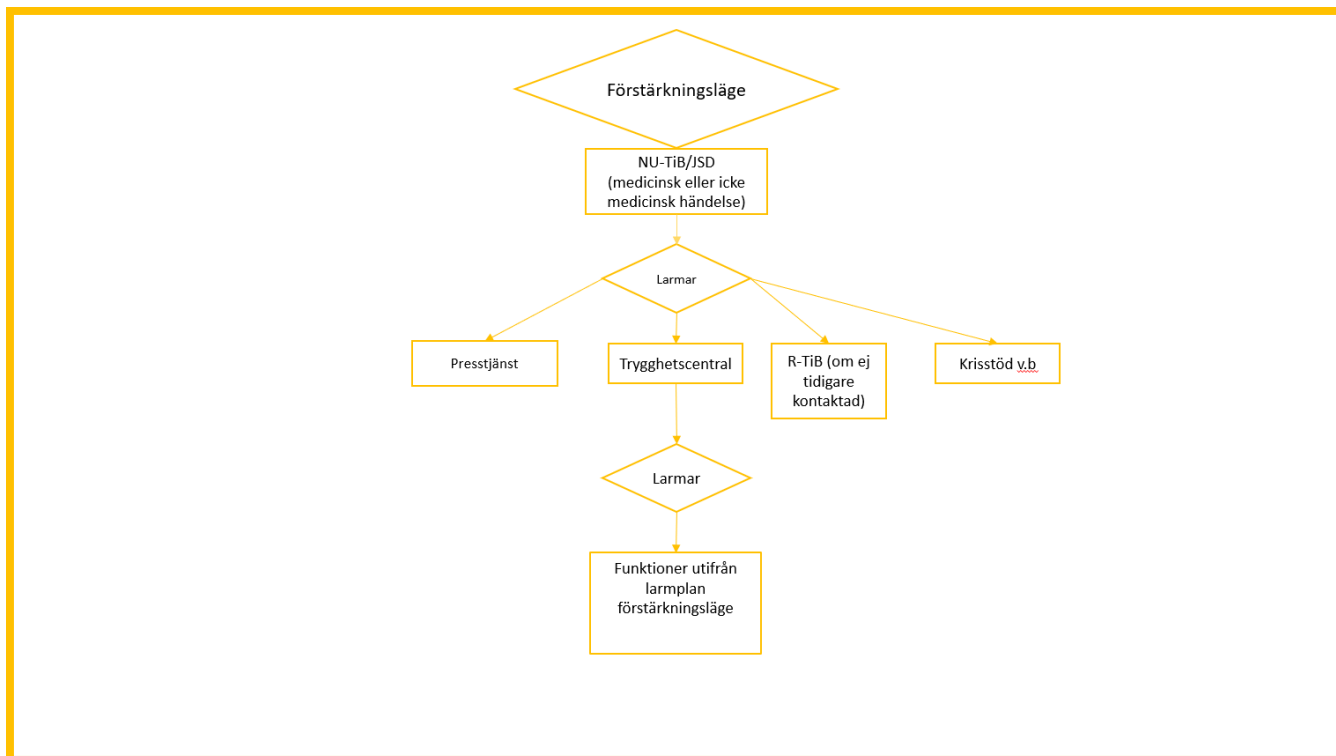 Förstärkningsläge
NU-TiB/JSD
(medicinsk eller icke
medicinsk händelse)
Larmar
Presstjänst
Trygghetscentral
R-TiB (om ej
tidigare
kontaktad)
Krisstöd v.b
Larmar
Funktioner utifrån
larmplan
förstärkningsläge